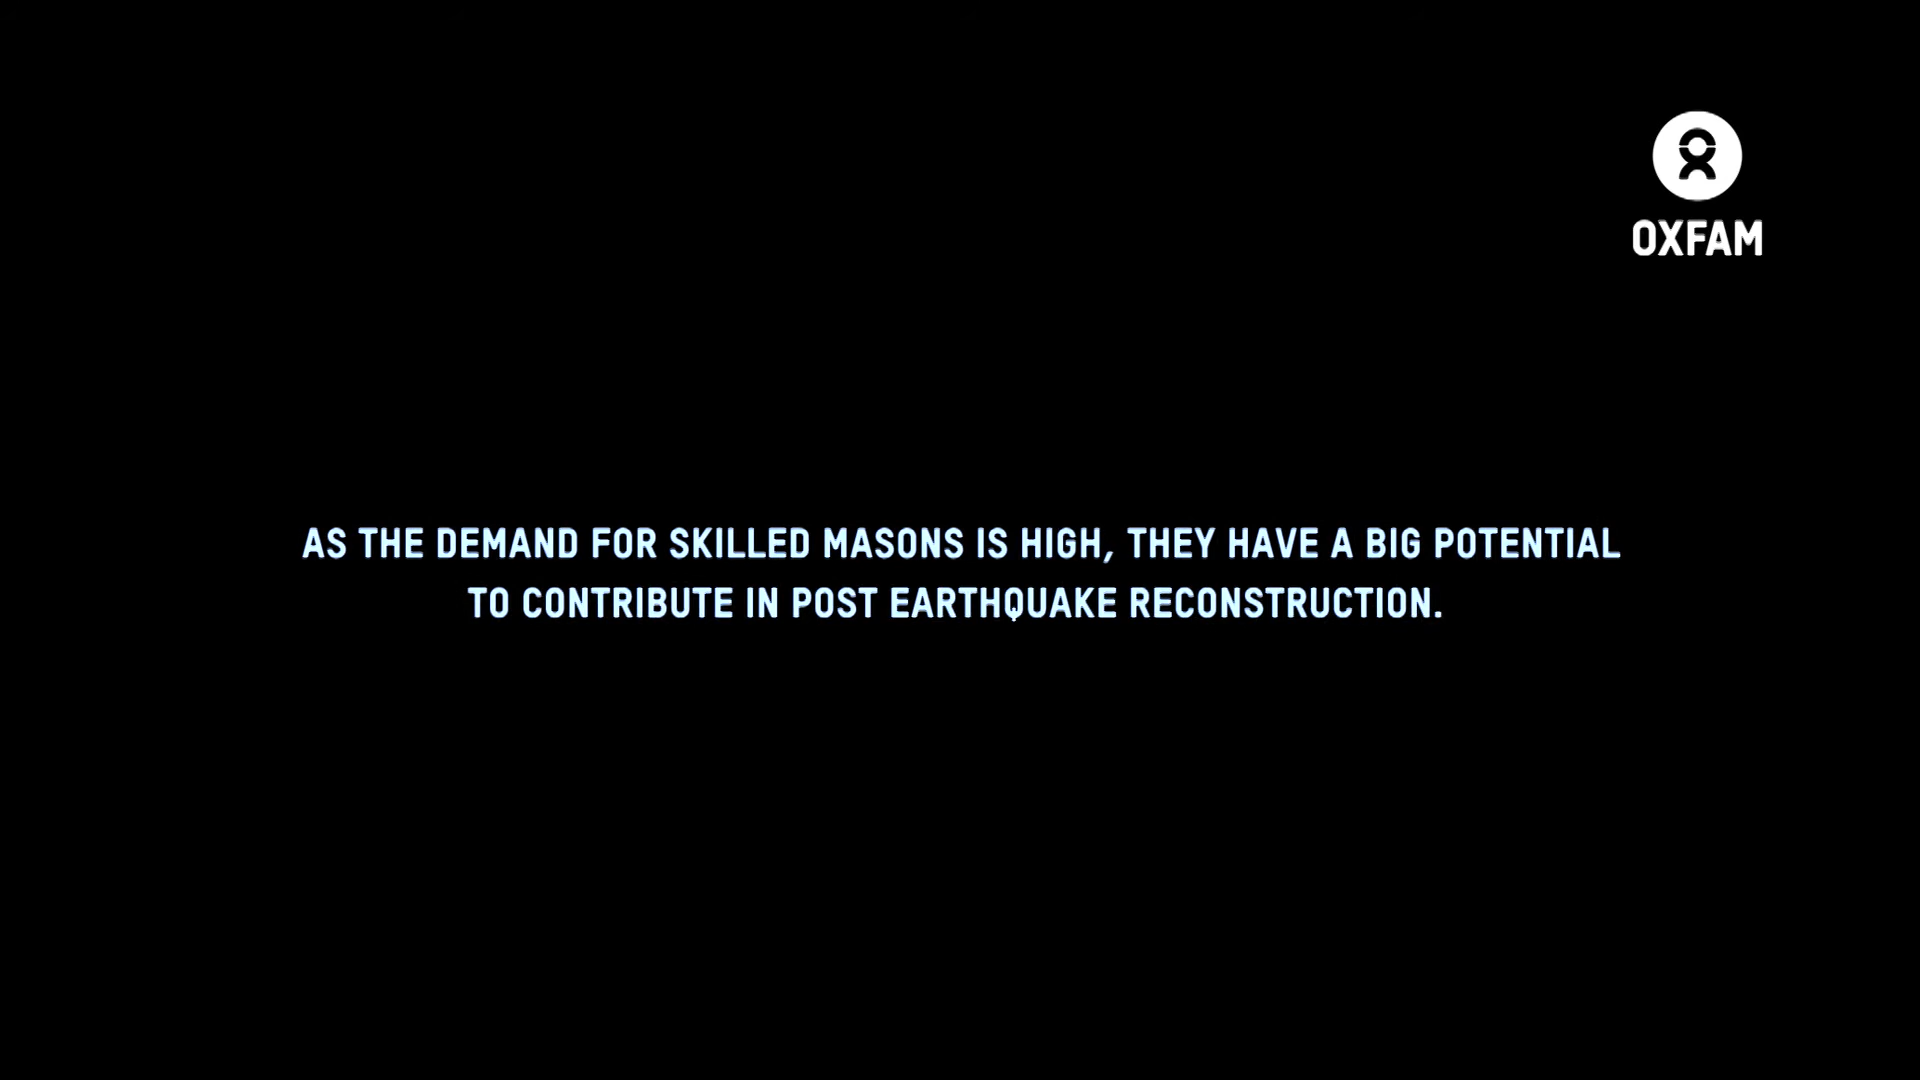 OXFAM
AS THE DEMAND FOR SKILLED MASONS IS HIGH, THEY HAVE A BIG POTENTIAL
TO CONTRIBUTE IN POST EARTHQUAKE RECONSTRUCTION.